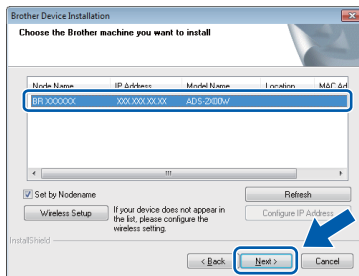 Brother Device Installation
Choose the Brother machine you want to install
Node Name IP Address Model Name Location MAC Ad
BR XXXXXX XXX.XXX.XX.XX ADS-2X00W
Set by Nodename
Refresh
Wireless Setup
If your device does not appear in
the list, please configure the
wireless setting.
Configure IP Address
InstallShield
< Back
Next >
Cancel